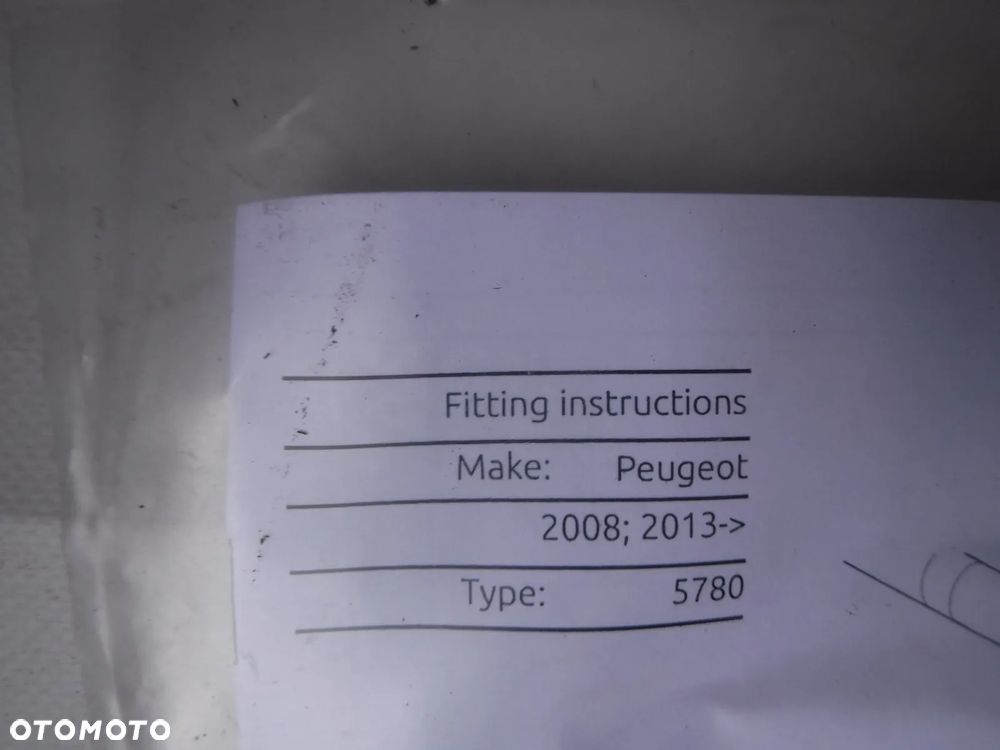 Fitting instructions
Make: Peugeot
2008; 2013->
Type: 5780
OTOMOTO